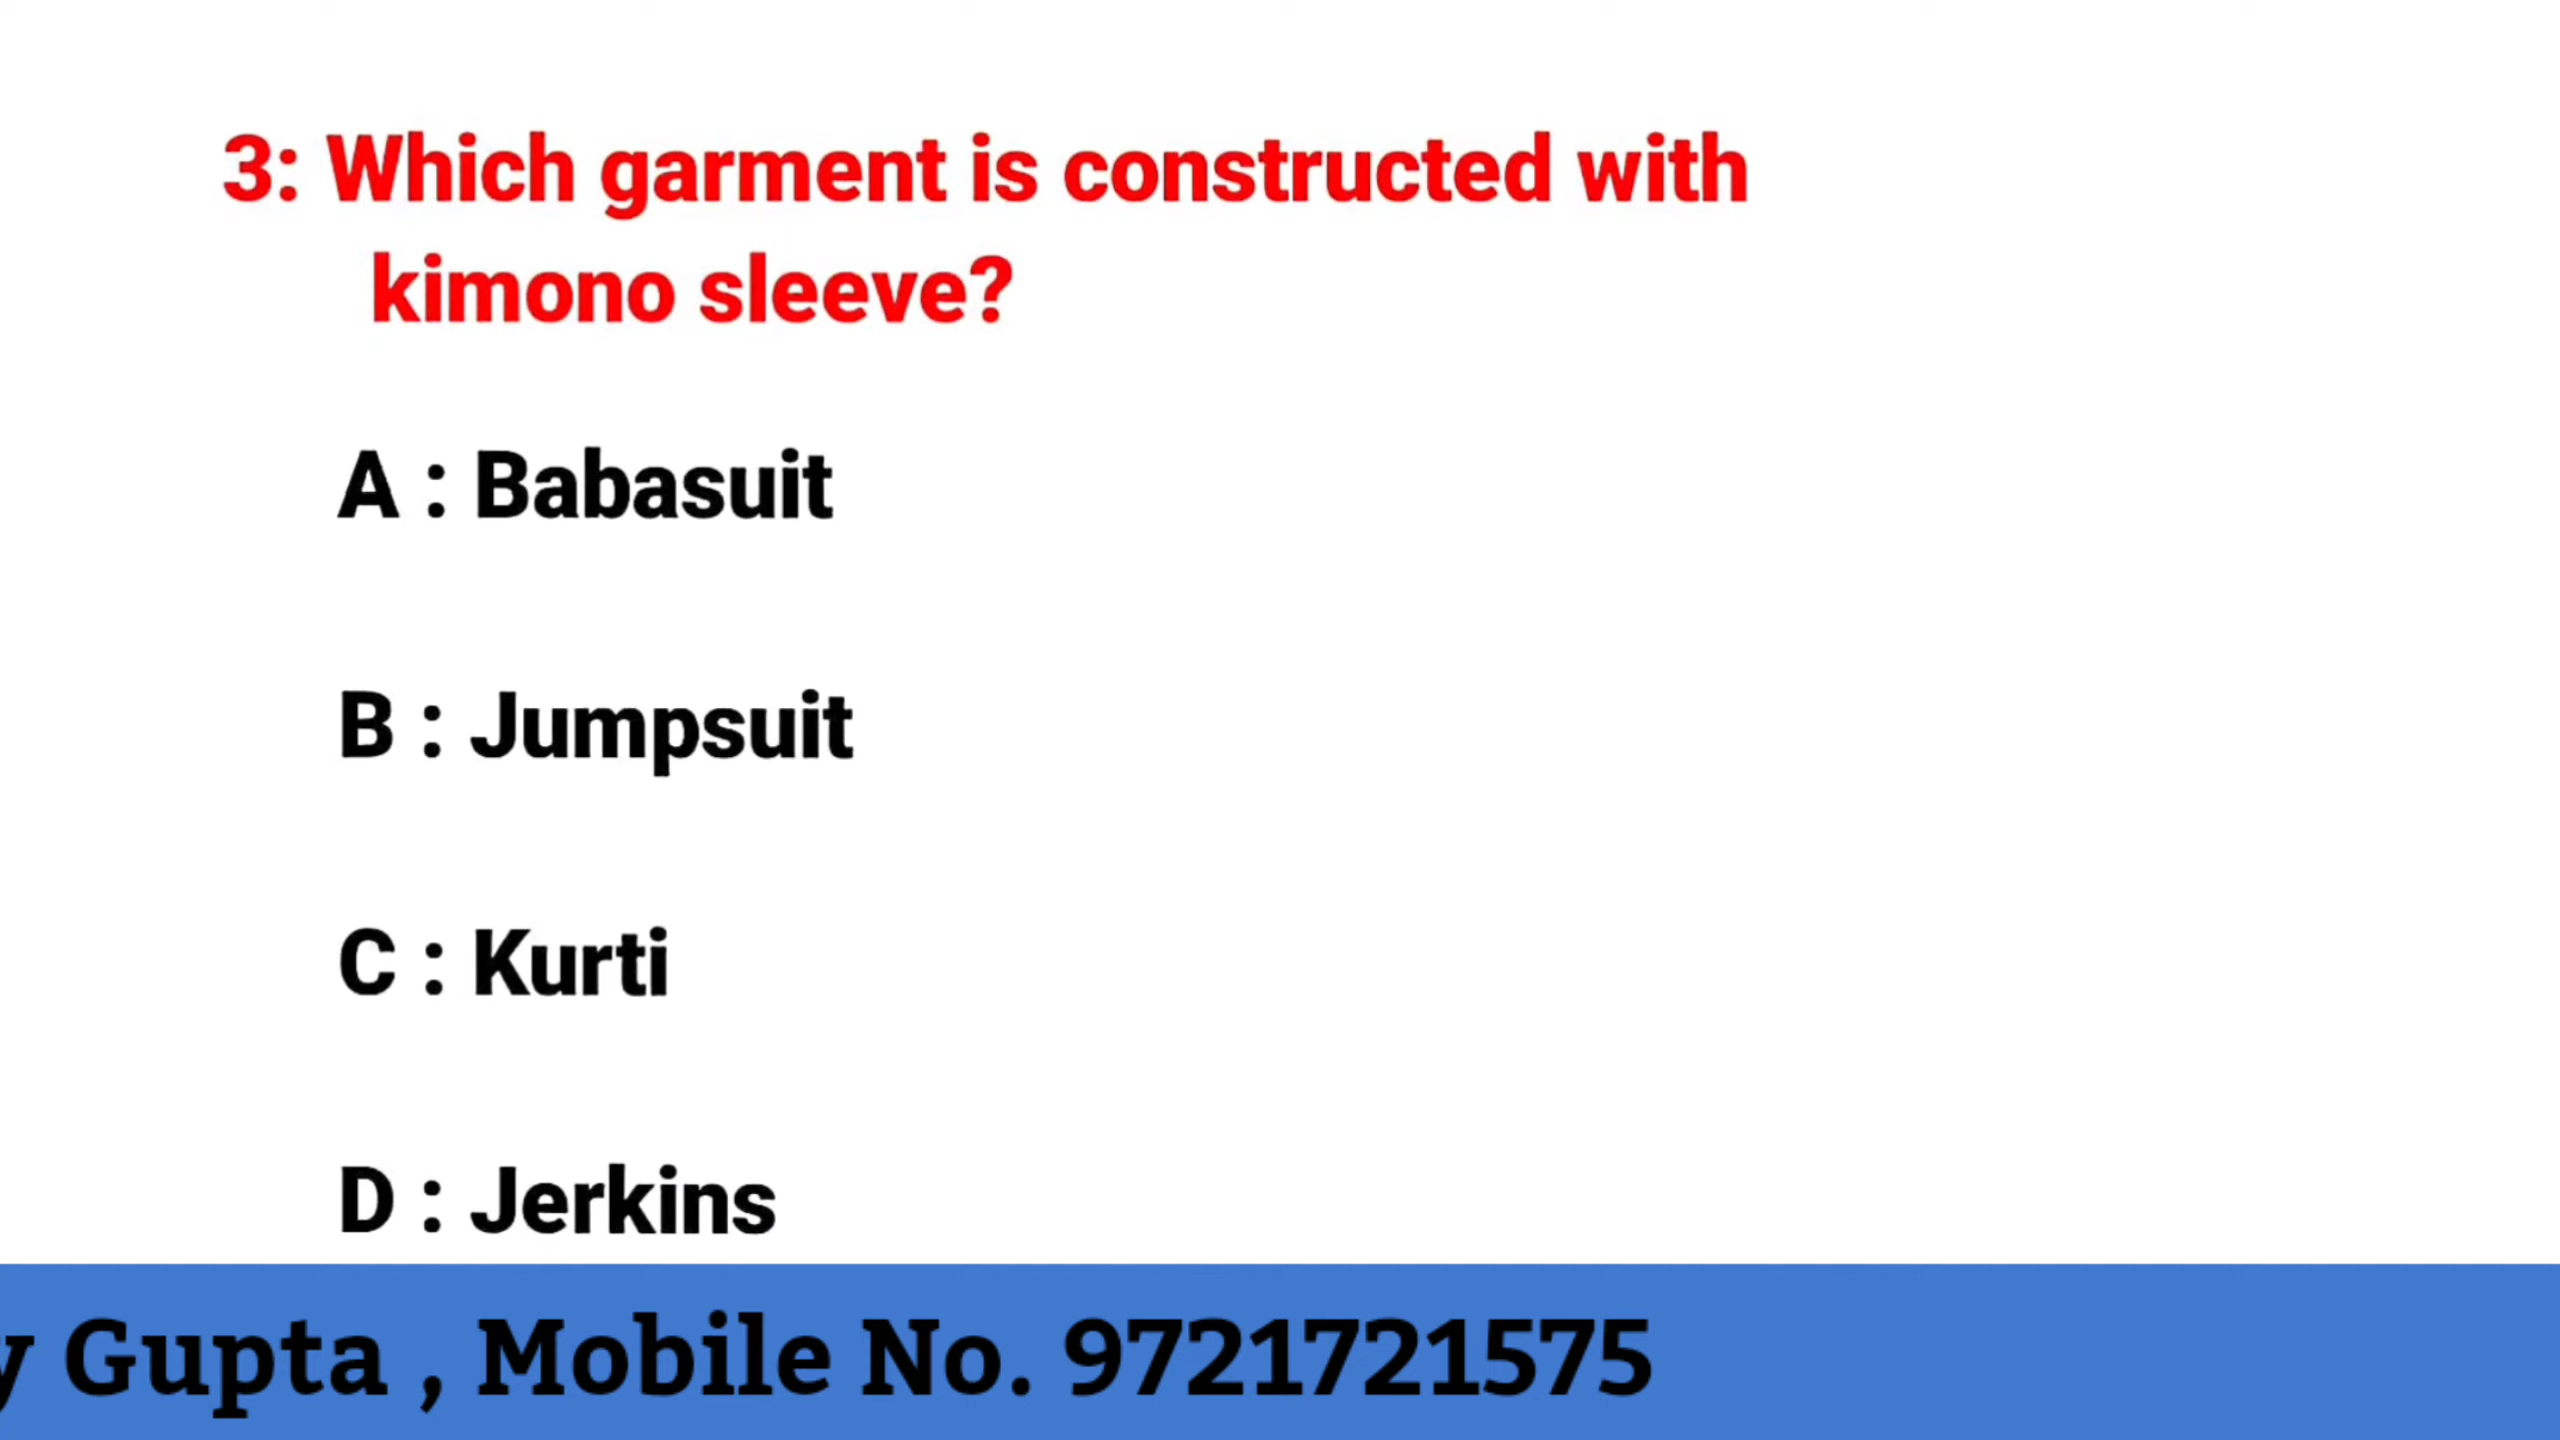 3: Which garment is constructed with
kimono sleeve?
A : Babasuit
B : Jumpsuit
C : Kurti
D : Jerkins
y Gupta , Mobile No. 9721721575